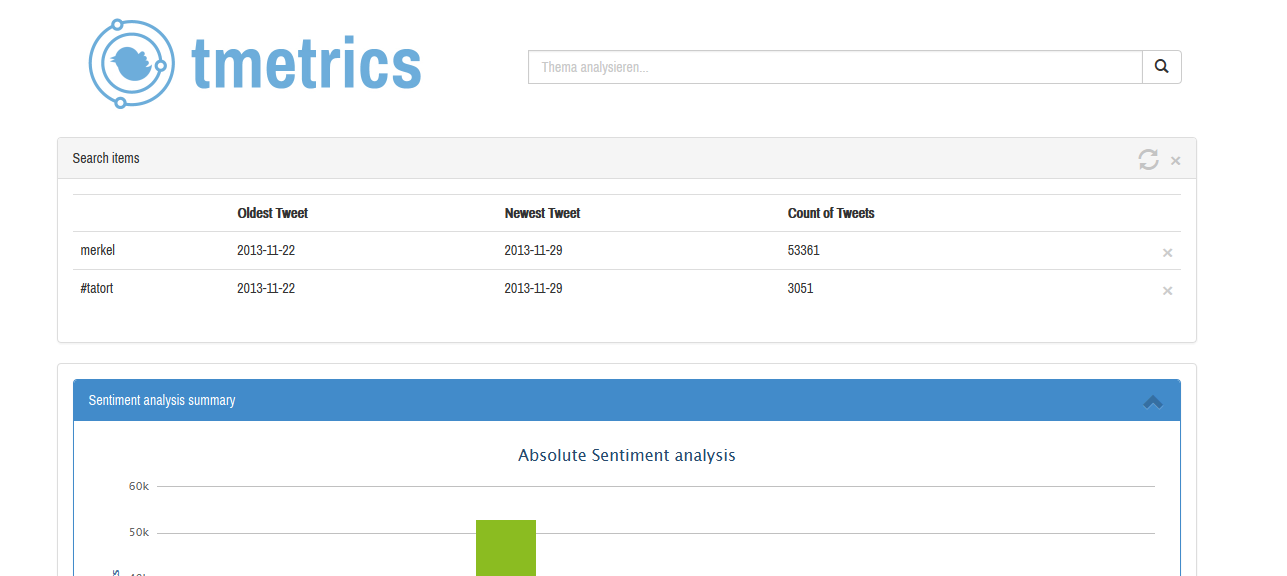 tmetrics
Thema analysieren...
Search items
Oldest Tweet Newest Tweet Count of Tweets
merkel 2013-11-22 2013-11-29 53361
#tatort 2013-11-22 2013-11-29 3051
Sentiment analysis summary
Absolute Sentiment analysis
60k
50k